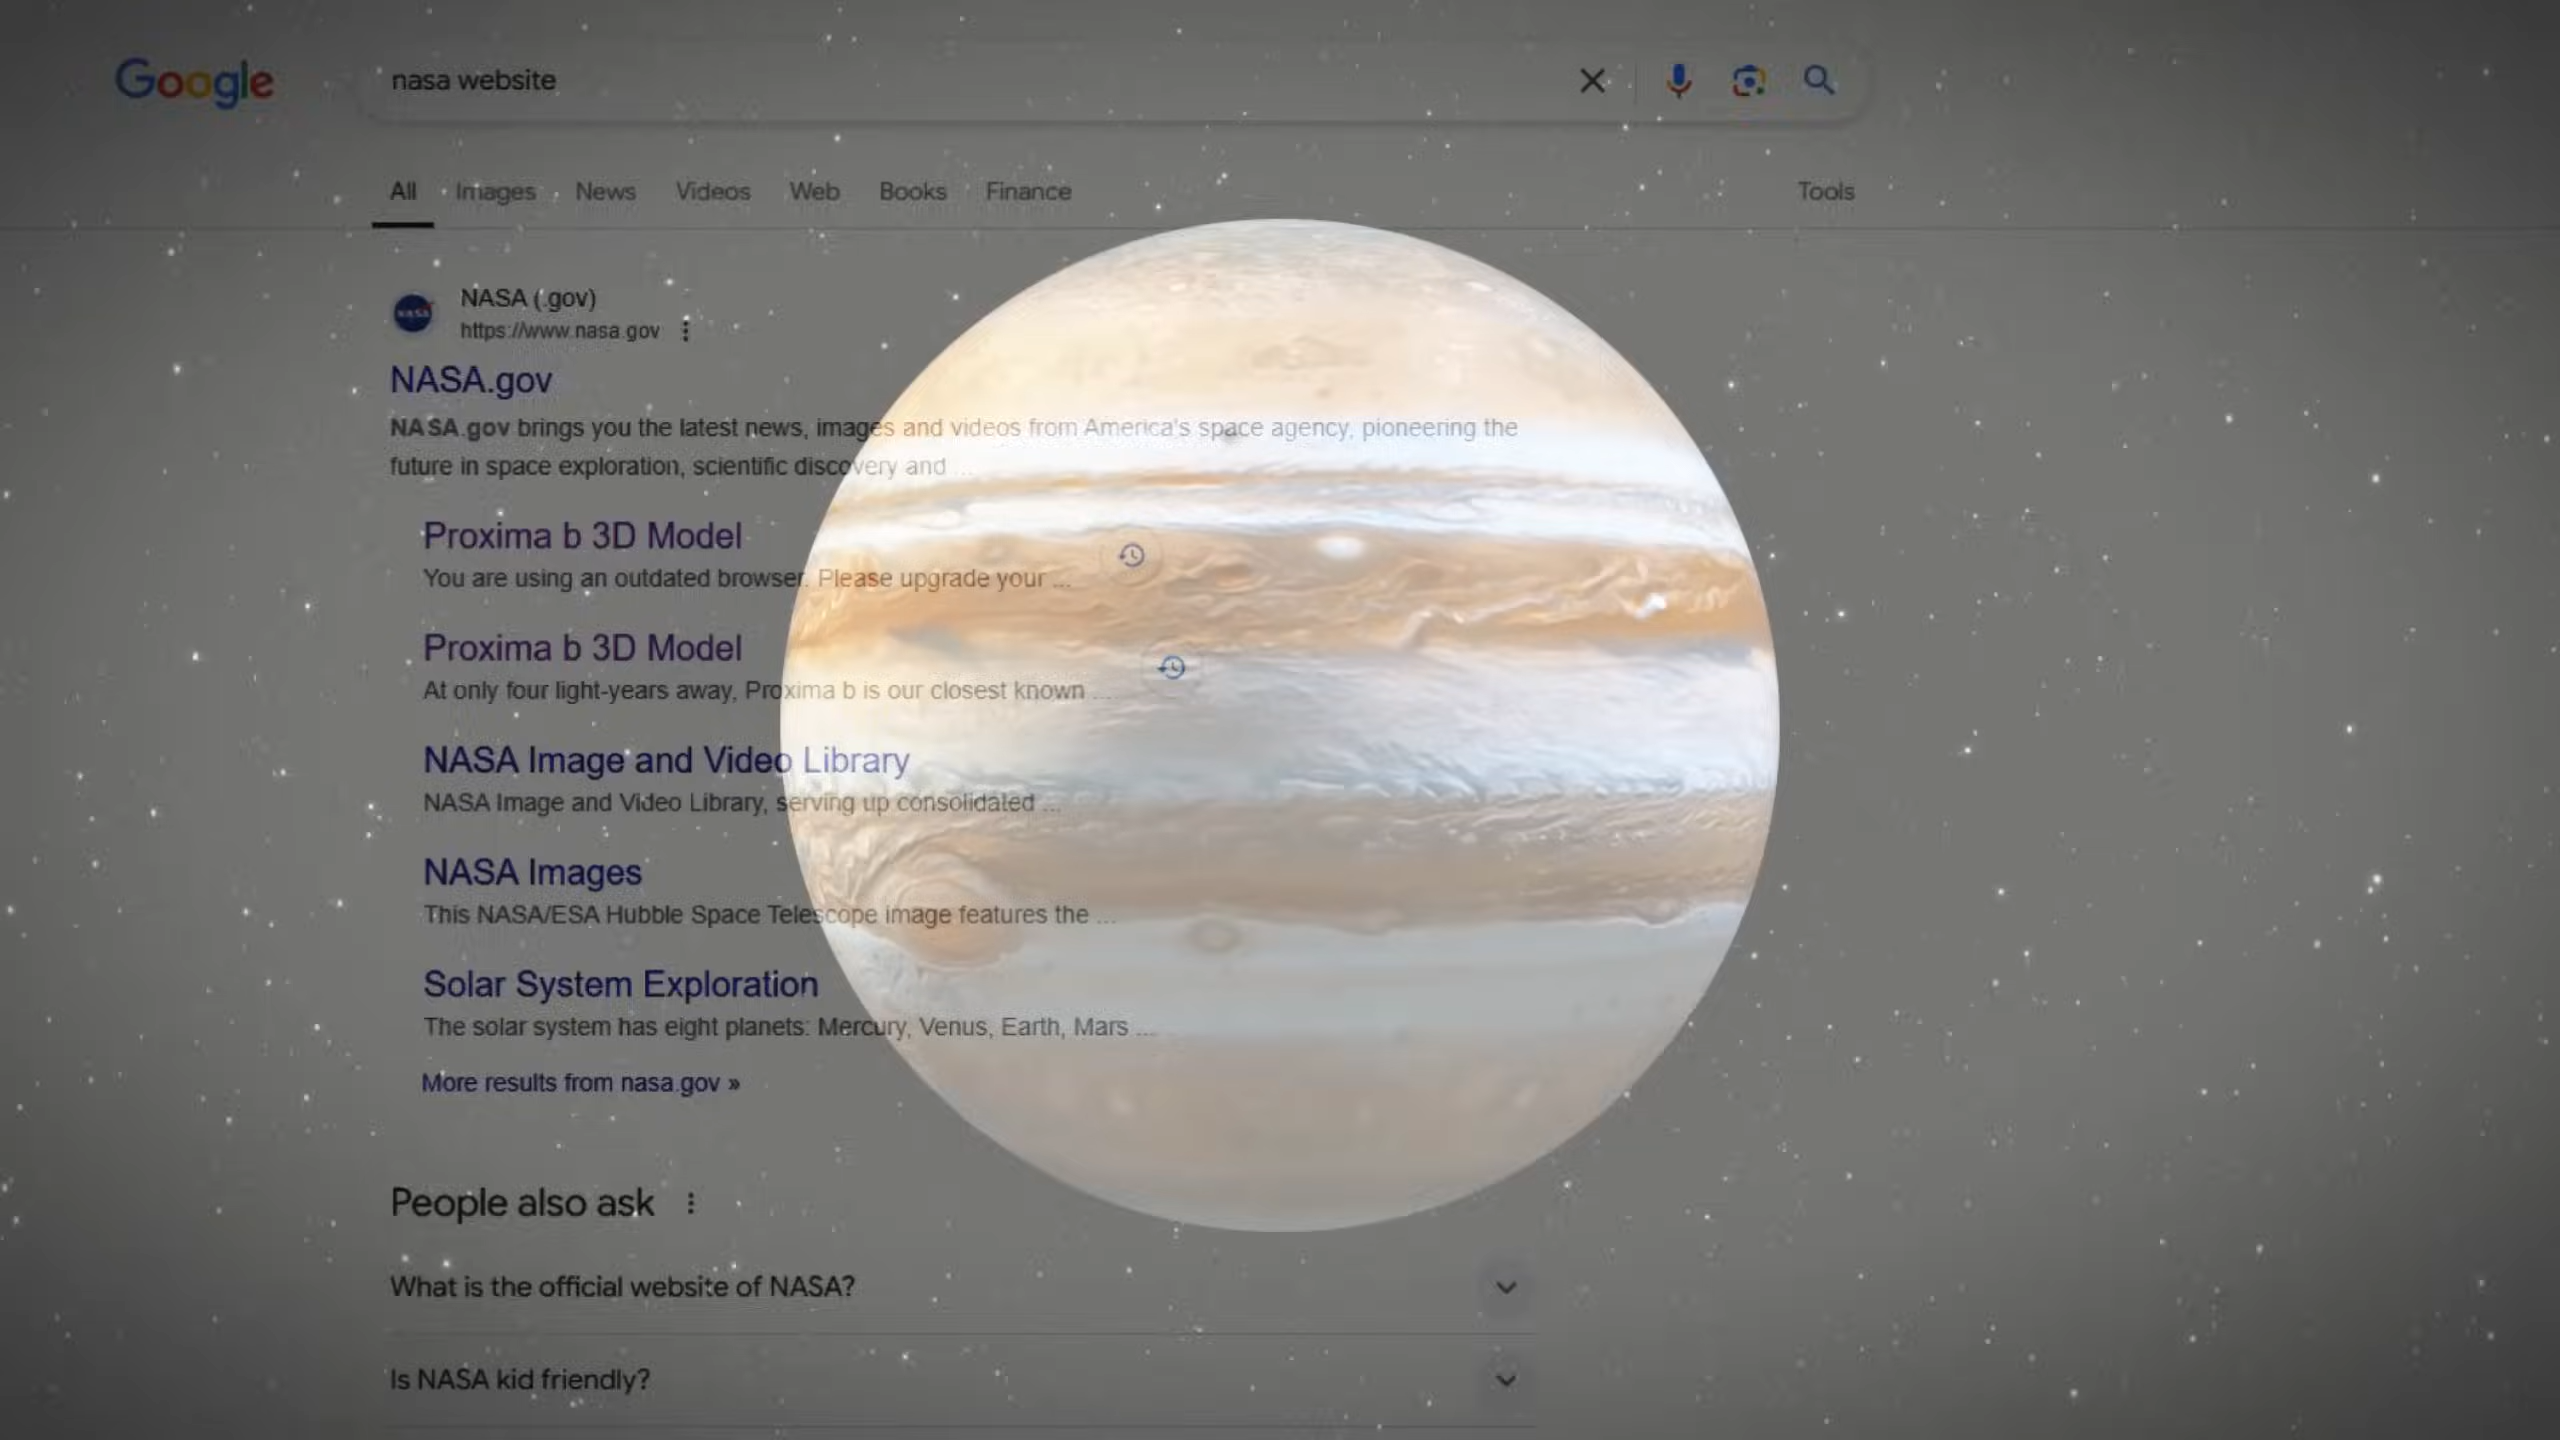 Google
nasa website
All Images News Videos Web Books Finance Tools
NASA (.gov)
NASA
https://www.nasa.gov
NASA.gov
NASA.gov brings you the latest news, images and videos from America's space agency, pioneering the
future in space exploration, scientific discovery and ...
Proxima b 3D Model
You are using an outdated browser. Please upgrade your ...
Proxima b 3D Model
At only four light-years away, Proxima b is our closest known ...
NASA Image and Video Library
NASA Image and Video Library, serving up consolidated ...
NASA Images
This NASA/ESA Hubble Space Telescope image features the ...
Solar System Exploration
The solar system has eight planets: Mercury, Venus, Earth, Mars ...
More results from nasa.gov »
People also ask
What is the official website of NASA?
Is NASA kid friendly?